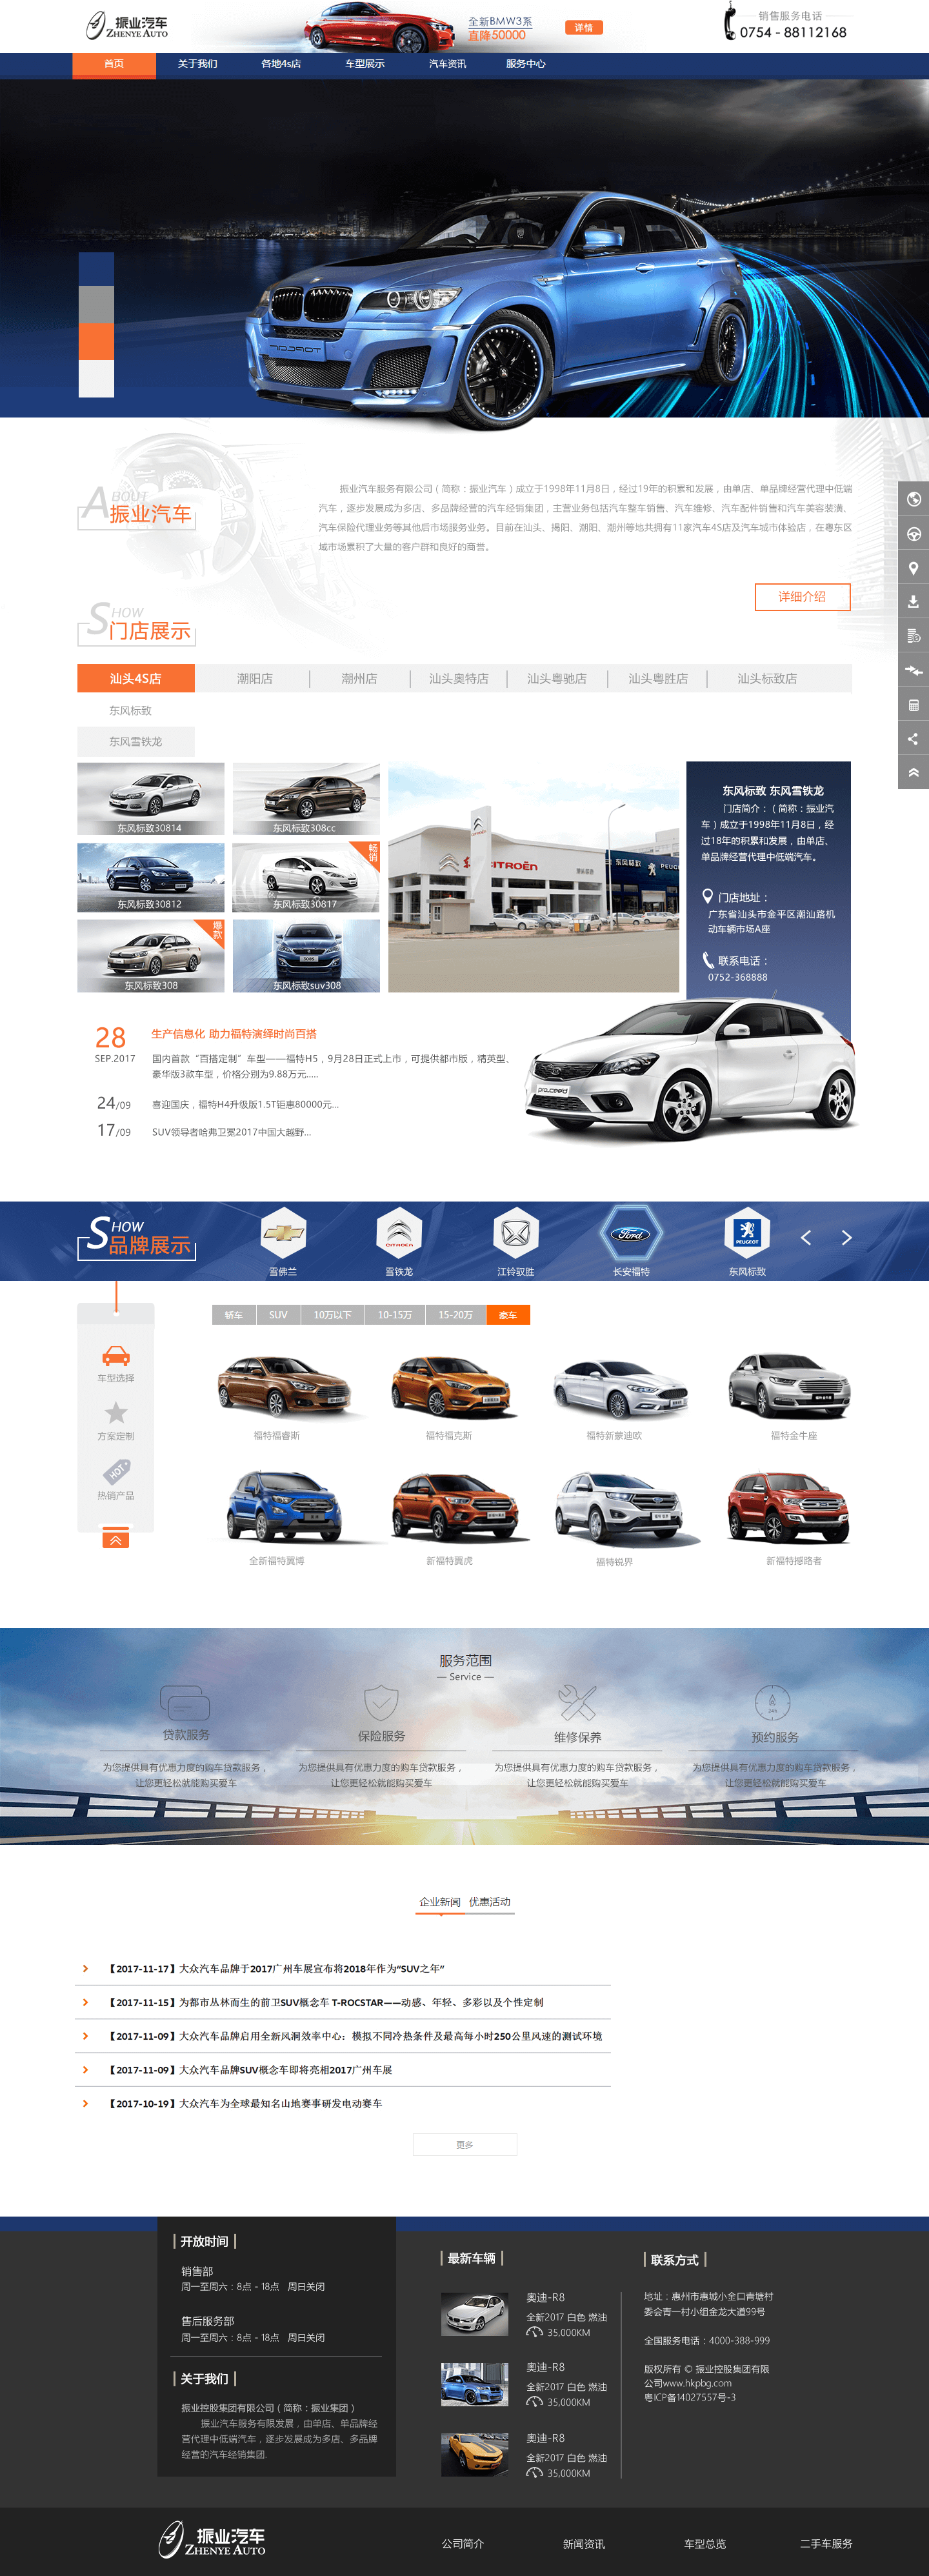 振业汽车
ZHENYE AUTO
全新BMW3系
直降50000
详情
销售服务电话
0754 - 88112168
首页 关于我们 各地4s店 车型展示 汽车资讯 服务中心
ABOUT
振业汽车
振业汽车服务有限公司（简称：振业汽车）成立于1998年11月8日，经过19年的积累和发展，由单店、单品牌经营代理中低端
汽车，逐步发展成为多店、多品牌经营的汽车经销集团，主营业务包括汽车整车销售、汽车维修、汽车配件销售和汽车美容装潢、
汽车保险代理业务等其他后市场服务业务。目前在汕头、揭阳、潮阳、潮州等地共拥有11家汽车4S店及汽车城市体验店，在粤东区
域市场累积了大量的客户群和良好的商誉。
详细介绍
SHOW
门店展示
汕头4S店 潮阳店 潮州店 汕头奥特店 汕头粤驰店 汕头粤胜店 汕头标致店
东风标致
东风雪铁龙
东风标致30814
东风标致308cc
东风标致30812
畅销
东风标致30817
爆款
东风标致308
东风标致suv308
CITROËN
东风标致
东风标致 东风雪铁龙
门店简介：（简称：振业汽
车）成立于1998年11月8日，经
过18年的积累和发展，由单店、
单品牌经营代理中低端汽车。
门店地址：
广东省汕头市金平区潮汕路机
动车辆市场A座
联系电话：
0752-368888
28
SEP.2017
生产信息化 助力福特演绎时尚百搭
国内首款“百搭定制”车型——福特H5，9月28日正式上市，可提供都市版，精英型、
豪华版3款车型，价格分别为9.88万元.....
24/09 喜迎国庆，福特H4升级版1.5T钜惠80000元...
17/09 SUV领导者哈弗卫冕2017中国大越野...
SHOW
品牌展示
雪佛兰 雪铁龙 江铃驭胜 长安福特 东风标致
轿车 SUV 10万以下 10-15万 15-20万 豪车
车型选择
方案定制
HOT
热销产品
福特福睿斯 福特福克斯 福特新蒙迪欧 福特金牛座
全新福特翼博 新福特翼虎 福特锐界 新福特撼路者
服务范围
— Service —
贷款服务 保险服务 维修保养 预约服务
为您提供具有优惠力度的购车贷款服务，
让您更轻松就能购买爱车
为您提供具有优惠力度的购车贷款服务，
让您更轻松就能购买爱车
为您提供具有优惠力度的购车贷款服务，
让您更轻松就能购买爱车
为您提供具有优惠力度的购车贷款服务，
让您更轻松就能购买爱车
企业新闻 优惠活动
【2017-11-17】大众汽车品牌于2017广州车展宣布将2018年作为“SUV之年”
【2017-11-15】为都市丛林而生的前卫SUV概念车 T-ROCSTAR——动感、年轻、多彩以及个性定制
【2017-11-09】大众汽车品牌启用全新风洞效率中心：模拟不同冷热条件及最高每小时250公里风速的测试环境
【2017-11-09】大众汽车品牌SUV概念车即将亮相2017广州车展
【2017-10-19】大众汽车为全球最知名山地赛事研发电动赛车
更多
开放时间
销售部
周一至周六：8点 - 18点 周日关闭
售后服务部
周一至周六：8点 - 18点 周日关闭
关于我们
振业控股集团有限公司（简称：振业集团）
振业汽车服务有限发展，由单店、单品牌经
营代理中低端汽车，逐步发展成为多店、多品牌
经营的汽车经销集团.
最新车辆
奥迪-R8
全新2017 白色 燃油
35,000KM
奥迪-R8
全新2017 白色 燃油
35,000KM
奥迪-R8
全新2017 白色 燃油
35,000KM
联系方式
地址：惠州市惠城小金口青塘村
委会青一村小组金龙大道99号
全国服务电话：4000-388-999
版权所有 © 振业控股集团有限
公司www.hkpbg.com
粤ICP备14027557号-3
振业汽车
ZHENYE AUTO
公司简介 新闻资讯 车型总览 二手车服务